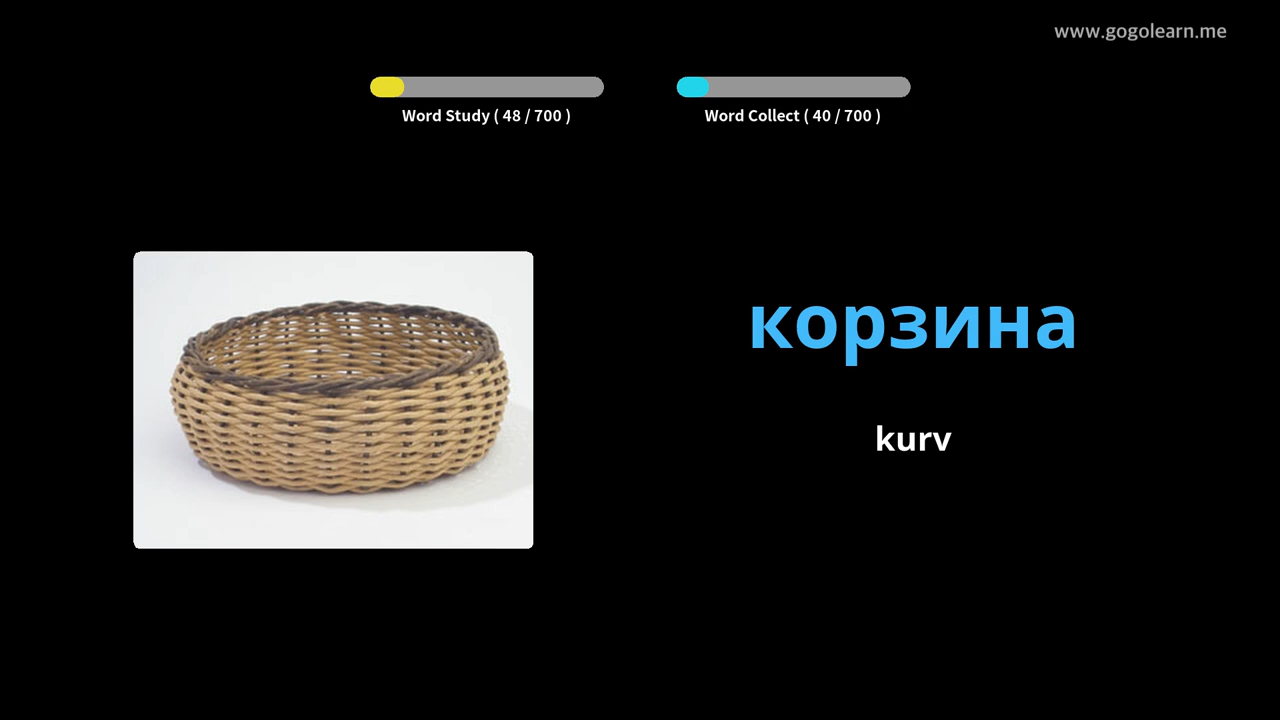 www.gogolearn.me
Word Study ( 48 / 700 )
Word Collect ( 40 / 700 )
корзина
kurv